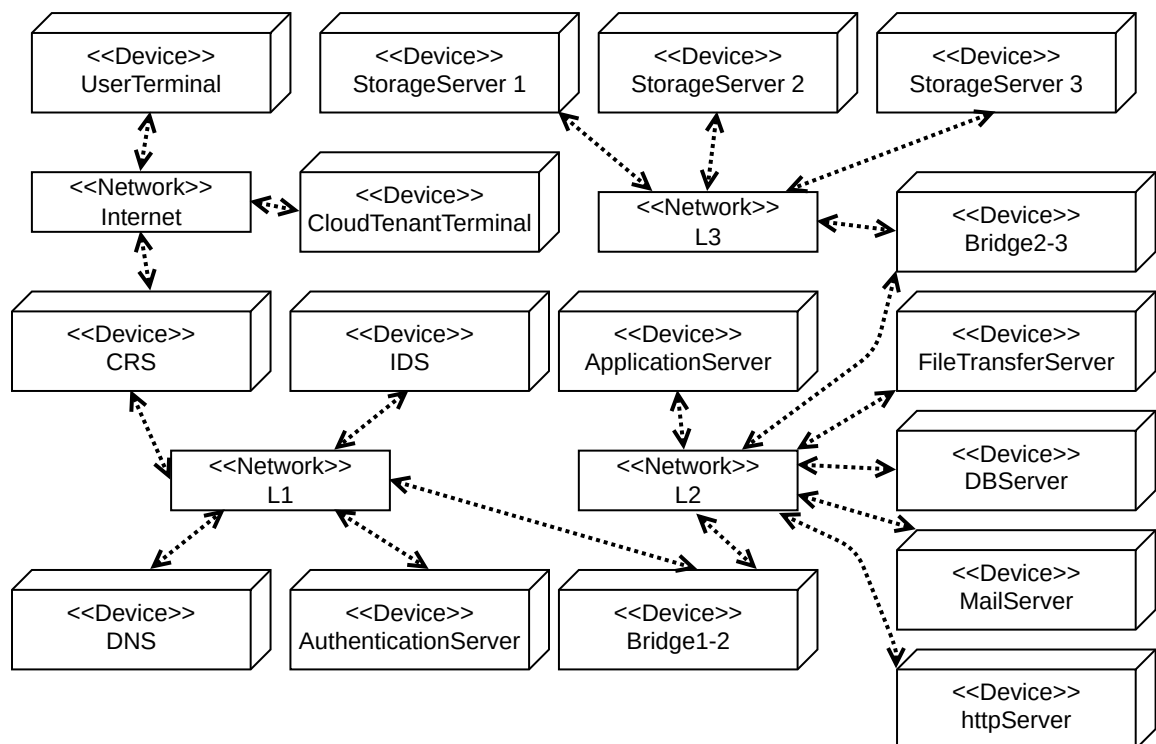 <<Device>>
UserTerminal
<<Device>>
StorageServer 1
<<Device>>
StorageServer 2
<<Device>>
StorageServer 3
<<Network>>
Internet
<<Device>>
CloudTenantTerminal
<<Network>>
L3
<<Device>>
Bridge2-3
<<Device>>
CRS
<<Device>>
IDS
<<Device>>
ApplicationServer
<<Device>>
FileTransferServer
<<Network>>
L1
<<Network>>
L2
<<Device>>
DBServer
<<Device>>
DNS
<<Device>>
AuthenticationServer
<<Device>>
Bridge1-2
<<Device>>
MailServer
<<Device>>
httpServer